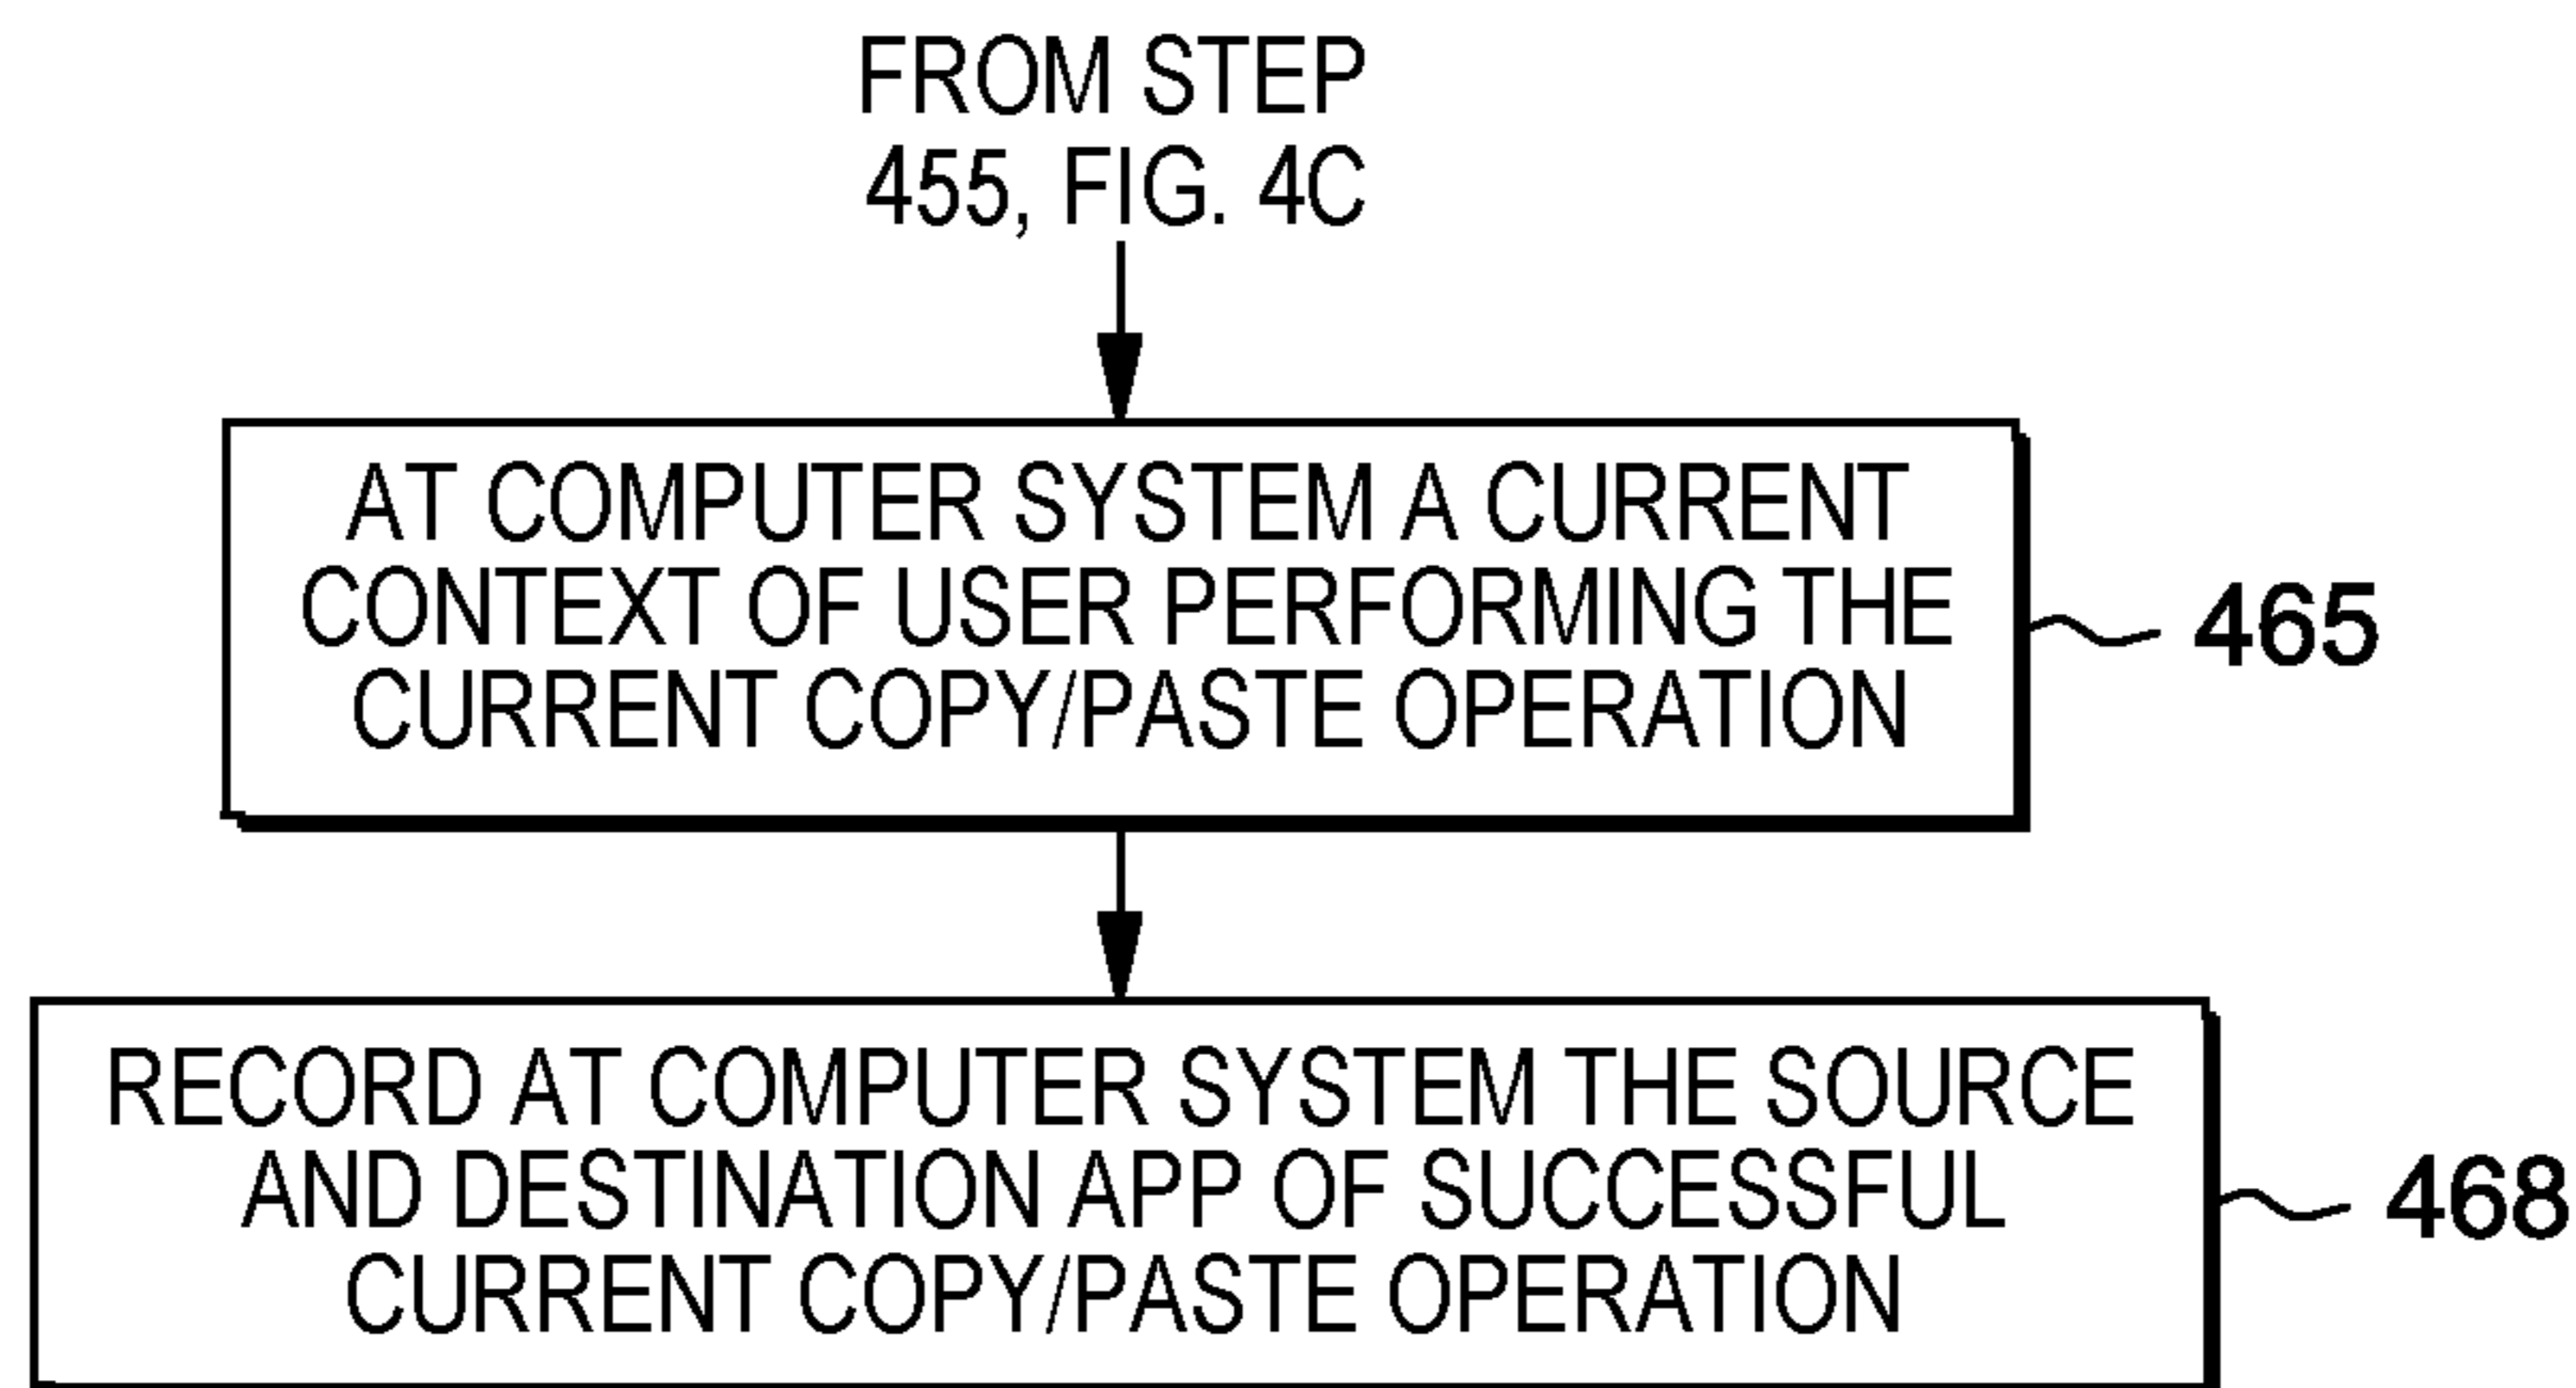 FROM STEP
455, FIG. 4C
AT COMPUTER SYSTEM A CURRENT
CONTEXT OF USER PERFORMING THE
CURRENT COPY/PASTE OPERATION
465
RECORD AT COMPUTER SYSTEM THE SOURCE
AND DESTINATION APP OF SUCCESSFUL
CURRENT COPY/PASTE OPERATION
468